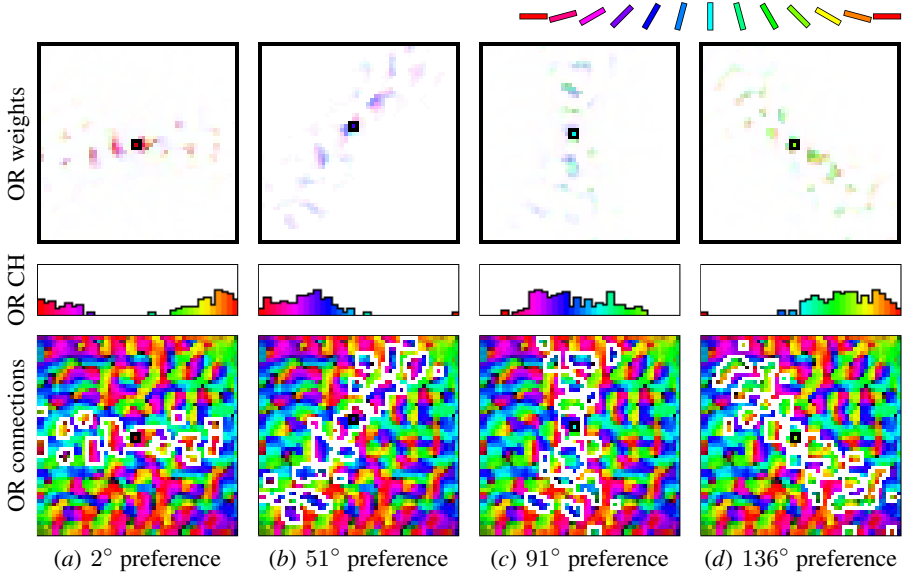 OR weights
OR CH
OR connections
(a) 2° preference
(b) 51° preference
(c) 91° preference
(d) 136° preference